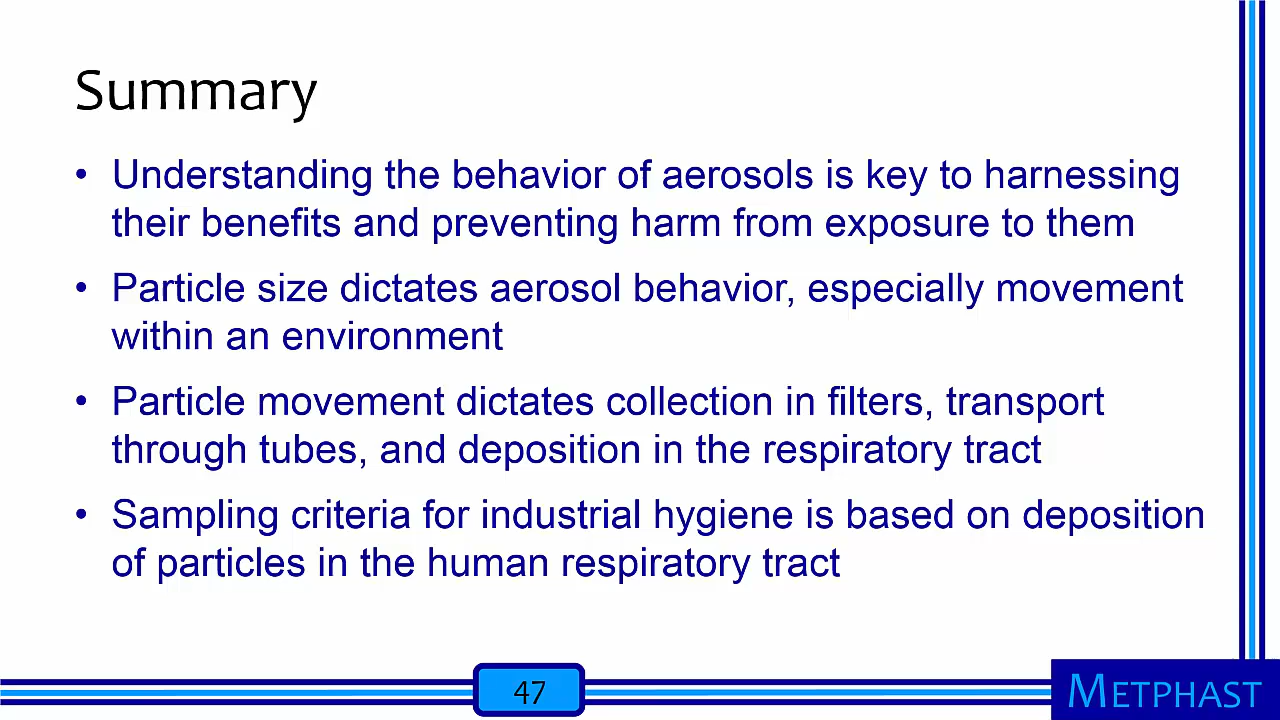 Summary
• Understanding the behavior of aerosols is key to harnessing
their benefits and preventing harm from exposure to them
• Particle size dictates aerosol behavior, especially movement
within an environment
• Particle movement dictates collection in filters, transport
through tubes, and deposition in the respiratory tract
• Sampling criteria for industrial hygiene is based on deposition
of particles in the human respiratory tract
47
METPHAST